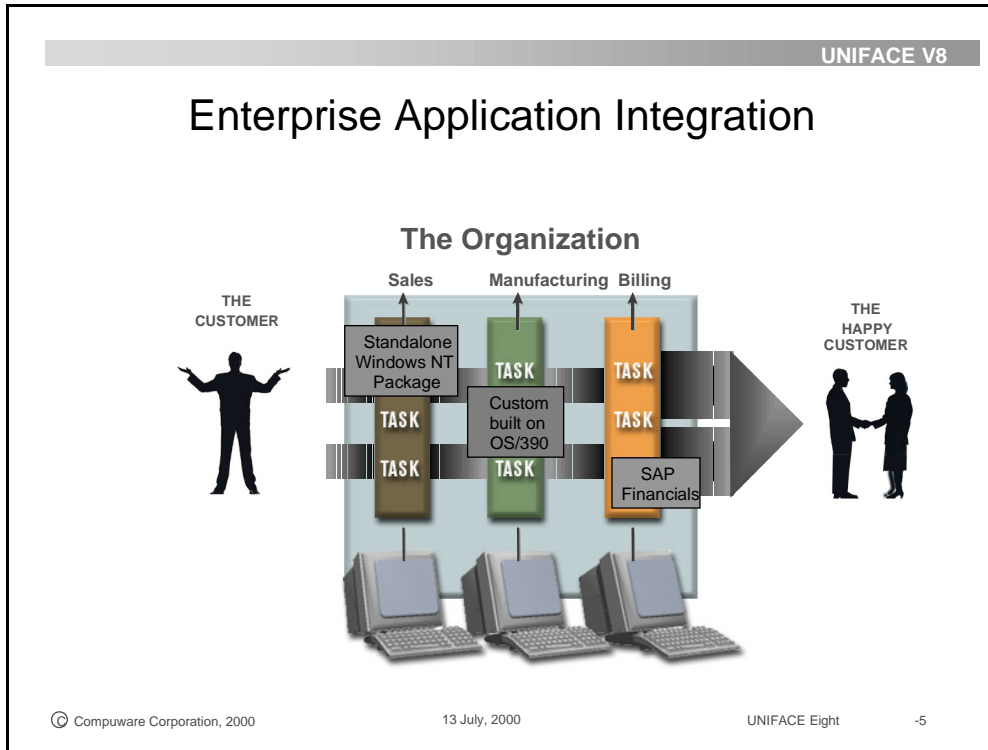 UNIFACE V8
Enterprise Application Integration
The Organization
Sales
Manufacturing
Billing
THE
CUSTOMER
THE
HAPPY
CUSTOMER
Standalone
Windows NT
Package
TASK
TASK
Custom
built on
OS/390
TASK
TASK
TASK
TASK
TASK
SAP
Financials
© Compuware Corporation, 2000
13 July, 2000
UNIFACE Eight
-5